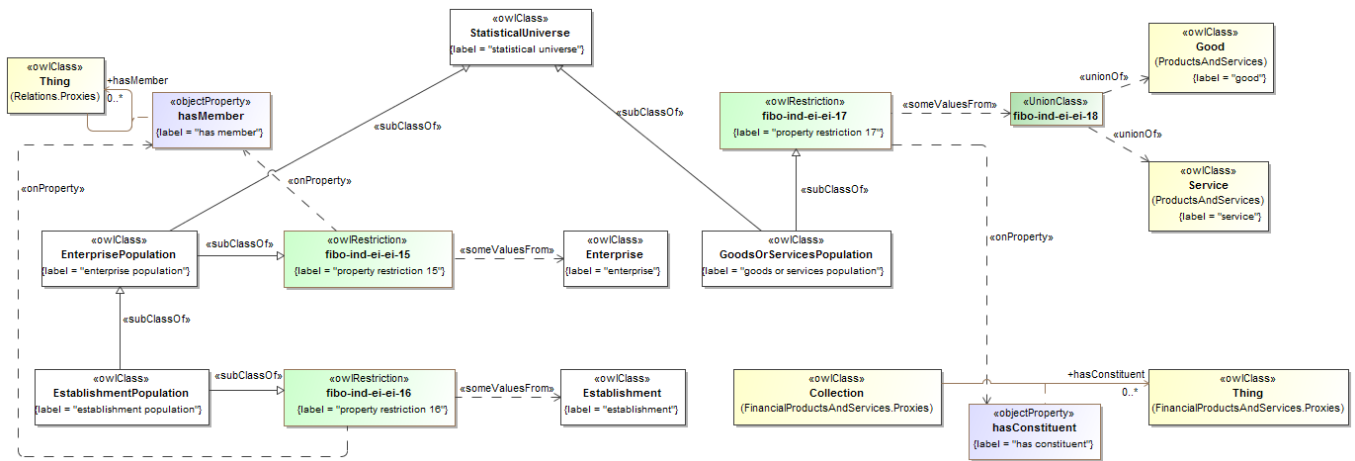 «owlClass»
StatisticalUniverse
{label = "statistical universe"}
«owlClass»
Thing
(Relations.Proxies)
+hasMember
0..*
«objectProperty»
hasMember
{label = "has member"}
«subClassOf»
«subClassOf»
«owlRestriction»
fibo-ind-ei-ei-17
{label = "property restriction 17"}
«someValuesFrom»
«UnionClass»
fibo-ind-ei-ei-18
«unionOf»
«owlClass»
Good
(ProductsAndServices)
{label = "good"}
«unionOf»
«owlClass»
Service
(ProductsAndServices)
{label = "service"}
«onProperty»
«onProperty»
«subClassOf»
«onProperty»
«owlClass»
EnterprisePopulation
{label = "enterprise population"}
«subClassOf»
«owlRestriction»
fibo-ind-ei-ei-15
{label = "property restriction 15"}
«someValuesFrom»
«owlClass»
Enterprise
{label = "enterprise"}
«owlClass»
GoodsOrServicesPopulation
{label = "goods or services population"}
«subClassOf»
«owlClass»
EstablishmentPopulation
{label = "establishment population"}
«subClassOf»
«owlRestriction»
fibo-ind-ei-ei-16
{label = "property restriction 16"}
«someValuesFrom»
«owlClass»
Establishment
{label = "establishment"}
«owlClass»
Collection
(FinancialProductsAndServices.Proxies)
+hasConstituent
0..*
«objectProperty»
hasConstituent
{label = "has constituent"}
«owlClass»
Thing
(FinancialProductsAndServices.Proxies)